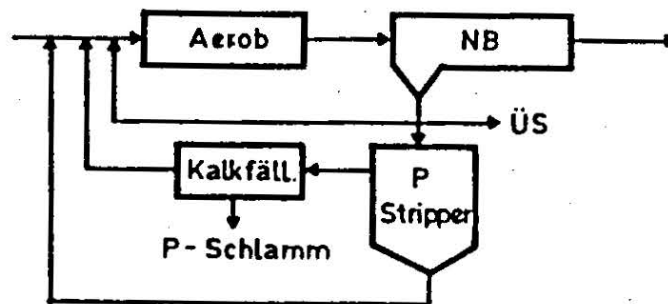 Aerob
NB
ÜS
Kalkfäll.
P
Stripper
P-Schlamm